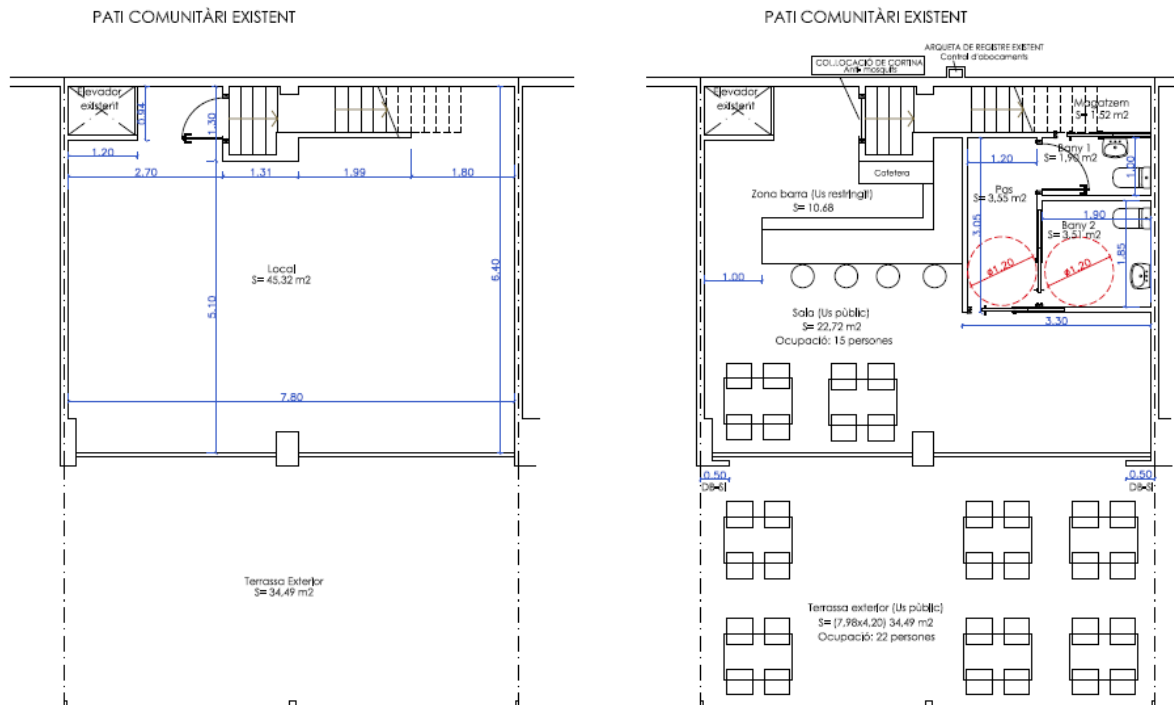 PATI COMUNITÀRI EXISTENT
Elevador
existent
0.94
1.30
1.20
2.70
1.31
1.99
1.80
Local
S= 45,32 m2
5.10
6.40
7.80
Terrassa Exterior
S= 34,49 m2
PATI COMUNITÀRI EXISTENT
ARQUETA DE REGISTRE EXISTENT
Control d'abocaments
COL.LOCACIÓ DE CORTINA
Anti- mosquits
Elevador
existent
Magatzem
S= 1,52 m2
Bany 1
S= 1,90 m2
1.00
1.20
Cafetera
Pas
S= 3,55 m2
Zona barra (Us restringit)
S= 10.68
3.05
1.90
Bany 2
S= 3,51 m2
1.85
ø1.20
ø1.20
1.00
3.30
Sala (Us públic)
S= 22,72 m2
Ocupació: 15 persones
0.50
DB-SI
0.50
DB-SI
Terrassa exterior (Us públic)
S= (7,98x4,20) 34,49 m2
Ocupació: 22 persones